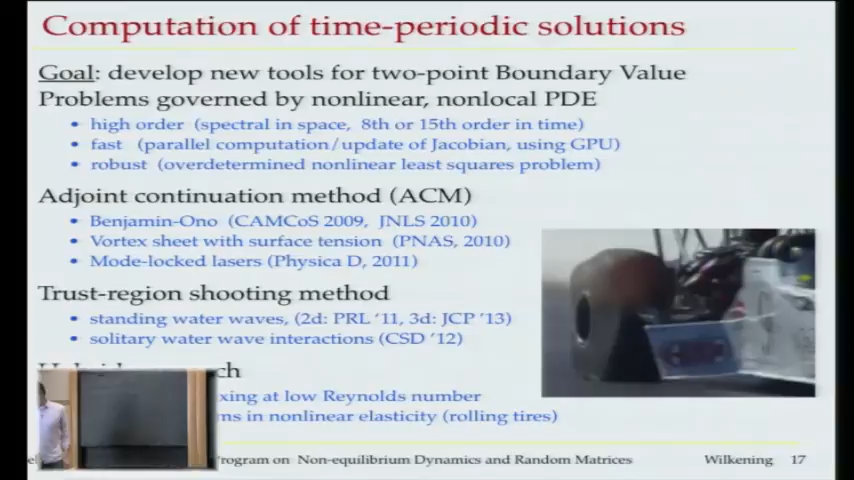 Computation of time-periodic solutions
Goal: develop new tools for two-point Boundary Value
Problems governed by nonlinear, nonlocal PDE
• high order (spectral in space, 8th or 15th order in time)
• fast (parallel computation/update of Jacobian, using GPU)
• robust (overdetermined nonlinear least squares problem)
Adjoint continuation method (ACM)
• Benjamin-Ono (CAMCoS 2009, JNLS 2010)
• Vortex sheet with surface tension (PNAS, 2010)
• Mode-locked lasers (Physica D, 2011)
Trust-region shooting method
• standing water waves, (2d: PRL '11, 3d: JCP '13)
• solitary water wave interactions (CSD '12)
ch
xing at low Reynolds number
ns in nonlinear elasticity (rolling tires)
rogram on Non-equilibrium Dynamics and Random Matrices Wilkening 17